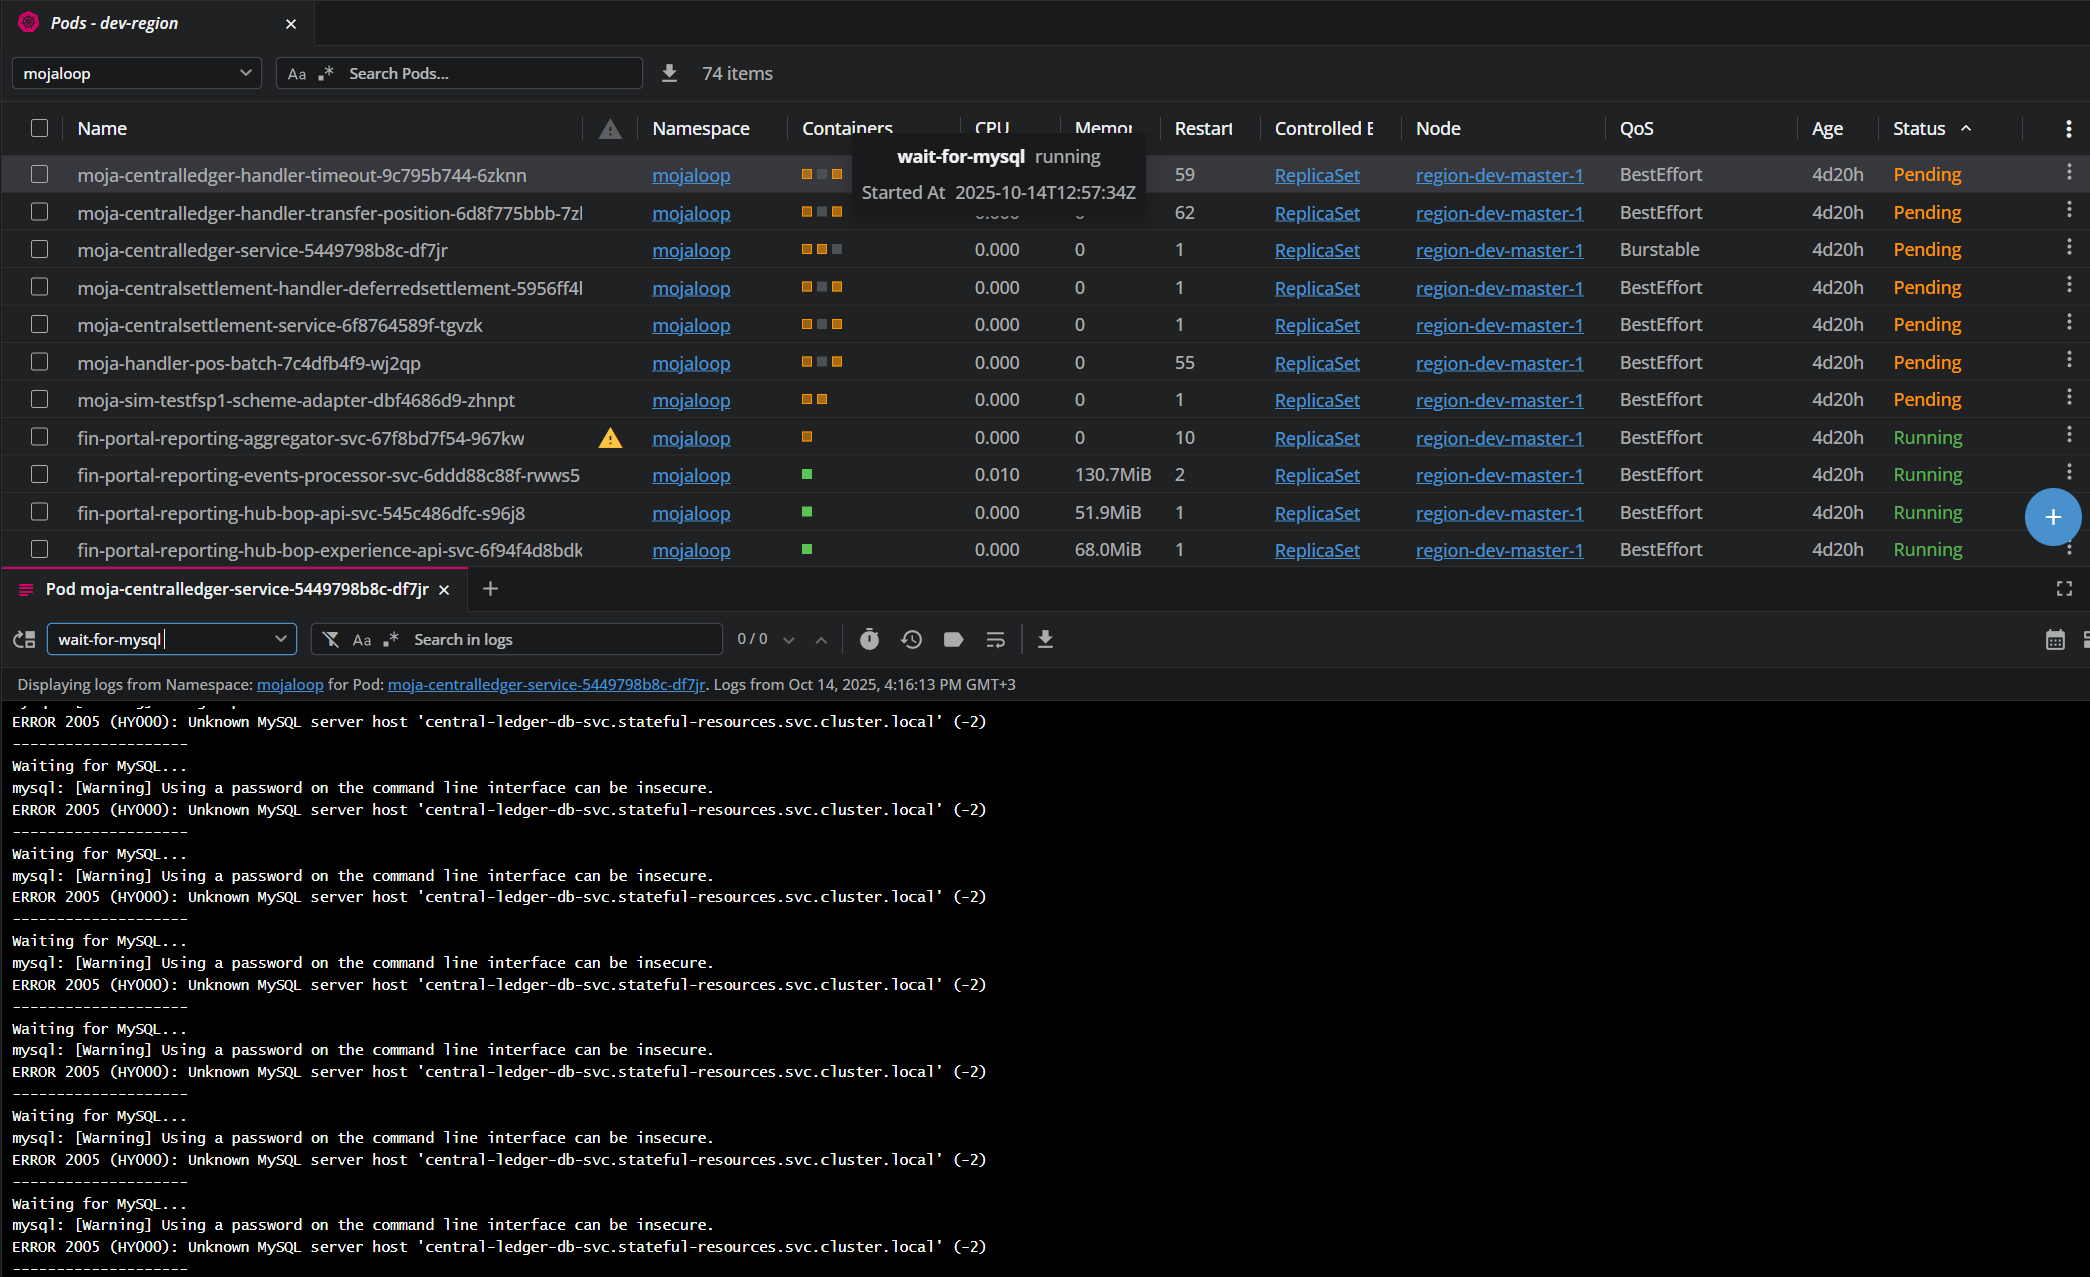 Pods - dev-region
mojaloop
Aa .* Search Pods...
74 items
Name Namespace Containers CPU Memor Restart Controlled B Node QoS Age Status
wait-for-mysql running
Started At 2025-10-14T12:57:34Z
moja-centralledger-handler-timeout-9c795b744-6zknn mojaloop 59 ReplicaSet region-dev-master-1 BestEffort 4d20h Pending
moja-centralledger-handler-transfer-position-6d8f775bbb-7zl mojaloop 0.000 0 62 ReplicaSet region-dev-master-1 BestEffort 4d20h Pending
moja-centralledger-service-5449798b8c-df7jr mojaloop 0.000 0 1 ReplicaSet region-dev-master-1 Burstable 4d20h Pending
moja-centralsettlement-handler-deferredsettlement-5956ff4l mojaloop 0.000 0 1 ReplicaSet region-dev-master-1 BestEffort 4d20h Pending
moja-centralsettlement-service-6f8764589f-tgvzk mojaloop 0.000 0 1 ReplicaSet region-dev-master-1 BestEffort 4d20h Pending
moja-handler-pos-batch-7c4dfb4f9-wj2qp mojaloop 0.000 0 55 ReplicaSet region-dev-master-1 BestEffort 4d20h Pending
moja-sim-testfsp1-scheme-adapter-dbf4686d9-zhnpt mojaloop 0.000 0 1 ReplicaSet region-dev-master-1 BestEffort 4d20h Pending
fin-portal-reporting-aggregator-svc-67f8bd7f54-967kw mojaloop 0.000 0 10 ReplicaSet region-dev-master-1 BestEffort 4d20h Running
fin-portal-reporting-events-processor-svc-6ddd88c88f-rwws5 mojaloop 0.010 130.7MiB 2 ReplicaSet region-dev-master-1 BestEffort 4d20h Running
fin-portal-reporting-hub-bop-api-svc-545c486dfc-s96j8 mojaloop 0.000 51.9MiB 1 ReplicaSet region-dev-master-1 BestEffort 4d20h Running
fin-portal-reporting-hub-bop-experience-api-svc-6f94f4d8bdk mojaloop 0.000 68.0MiB 1 ReplicaSet region-dev-master-1 BestEffort 4d20h Running
Pod moja-centralledger-service-5449798b8c-df7jr
wait-for-mysql
Aa .* Search in logs
0 / 0
Displaying logs from Namespace: mojaloop for Pod: moja-centralledger-service-5449798b8c-df7jr. Logs from Oct 14, 2025, 4:16:13 PM GMT+3
ERROR 2005 (HY000): Unknown MySQL server host 'central-ledger-db-svc.stateful-resources.svc.cluster.local' (-2)
--------------------
Waiting for MySQL...
mysql: [Warning] Using a password on the command line interface can be insecure.
ERROR 2005 (HY000): Unknown MySQL server host 'central-ledger-db-svc.stateful-resources.svc.cluster.local' (-2)
--------------------
Waiting for MySQL...
mysql: [Warning] Using a password on the command line interface can be insecure.
ERROR 2005 (HY000): Unknown MySQL server host 'central-ledger-db-svc.stateful-resources.svc.cluster.local' (-2)
--------------------
Waiting for MySQL...
mysql: [Warning] Using a password on the command line interface can be insecure.
ERROR 2005 (HY000): Unknown MySQL server host 'central-ledger-db-svc.stateful-resources.svc.cluster.local' (-2)
--------------------
Waiting for MySQL...
mysql: [Warning] Using a password on the command line interface can be insecure.
ERROR 2005 (HY000): Unknown MySQL server host 'central-ledger-db-svc.stateful-resources.svc.cluster.local' (-2)
--------------------
Waiting for MySQL...
mysql: [Warning] Using a password on the command line interface can be insecure.
ERROR 2005 (HY000): Unknown MySQL server host 'central-ledger-db-svc.stateful-resources.svc.cluster.local' (-2)
--------------------
Waiting for MySQL...
mysql: [Warning] Using a password on the command line interface can be insecure.
ERROR 2005 (HY000): Unknown MySQL server host 'central-ledger-db-svc.stateful-resources.svc.cluster.local' (-2)
--------------------